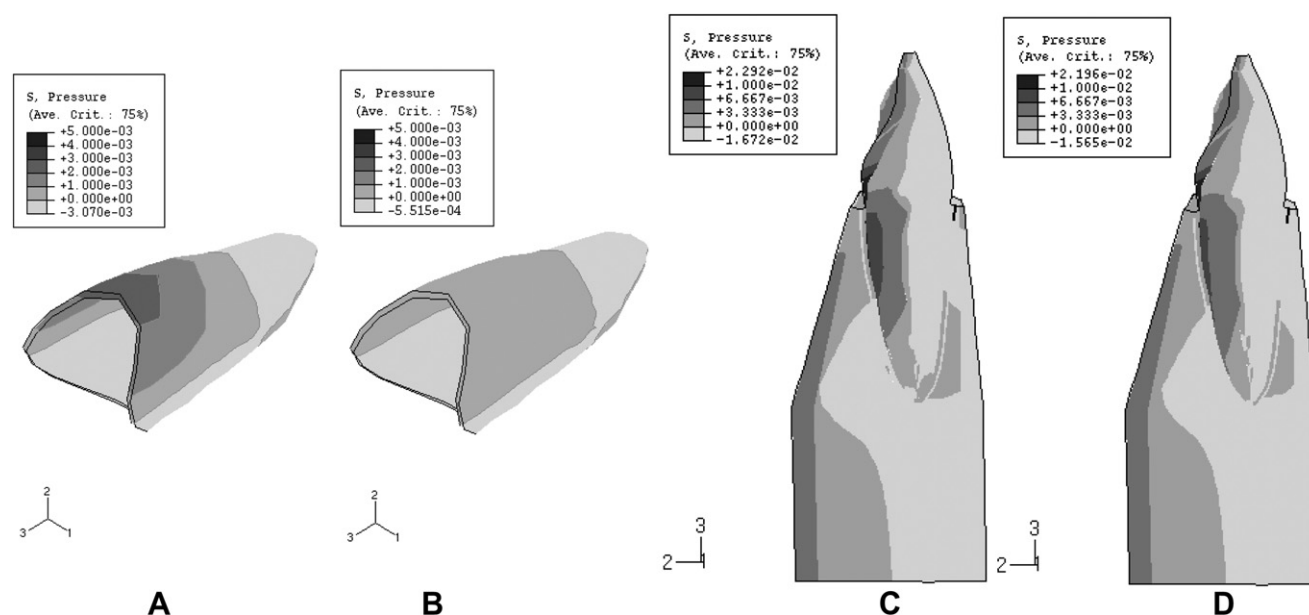 S, Pressure
(Ave. Crit.: 75%)
+5.000e-03
+4.000e-03
+3.000e-03
+2.000e-03
+1.000e-03
+0.000e+00
-3.070e-03
2
3
1
A
S, Pressure
(Ave. Crit.: 75%)
+5.000e-03
+4.000e-03
+3.000e-03
+2.000e-03
+1.000e-03
+0.000e+00
-5.515e-04
2
3
1
B
S, Pressure
(Ave. Crit.: 75%)
+2.292e-02
+1.000e-02
+6.667e-03
+3.333e-03
+0.000e+00
-1.672e-02
3
2
C
S, Pressure
(Ave. Crit.: 75%)
+2.196e-02
+1.000e-02
+6.667e-03
+3.333e-03
+0.000e+00
-1.565e-02
3
2
D